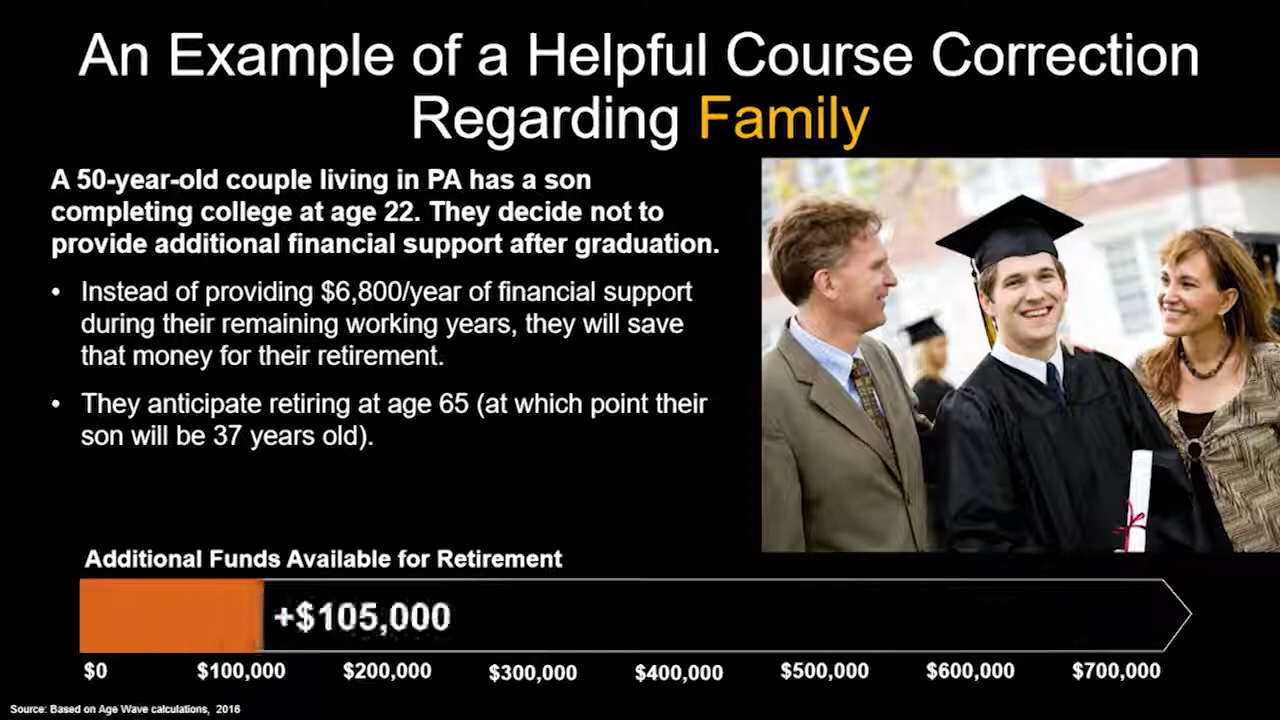 An Example of a Helpful Course Correction
Regarding Family
A 50-year-old couple living in PA has a son
completing college at age 22. They decide not to
provide additional financial support after graduation.
• Instead of providing $6,800/year of financial support
during their remaining working years, they will save
that money for their retirement.
• They anticipate retiring at age 65 (at which point their
son will be 37 years old).
Additional Funds Available for Retirement
+$105,000
$0 $100,000 $200,000 $300,000 $400,000 $500,000 $600,000 $700,000
Source: Based on Age Wave calculations, 2016